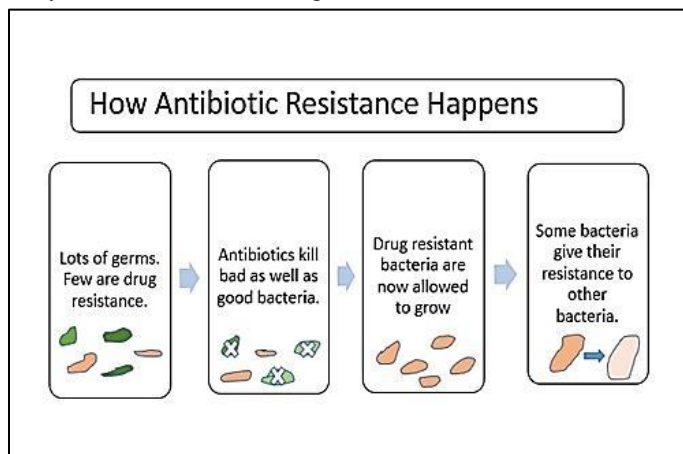 How Antibiotic Resistance Happens
Lots of germs.
Few are drug
resistance.
Antibiotics kill
bad as well as
good bacteria.
Drug resistant
bacteria are
now allowed
to grow
Some bacteria
give their
resistance to
other
bacteria.